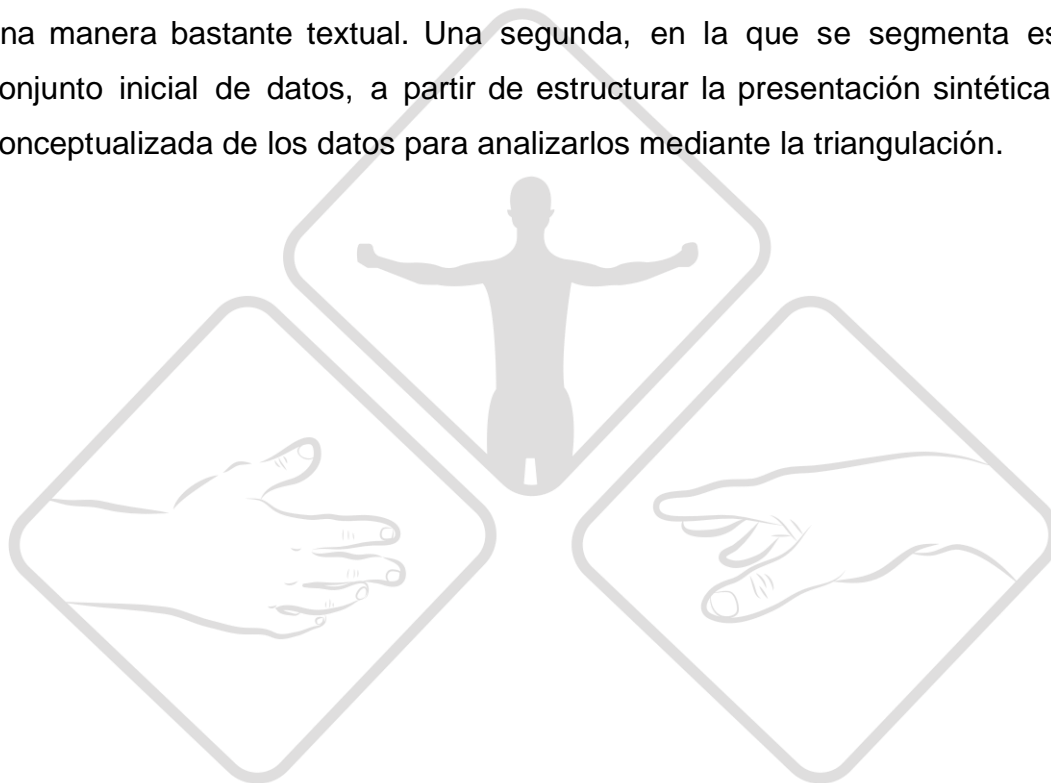 na manera bastante textual. Una segunda, en la que se segmenta es
onjunto inicial de datos, a partir de estructurar la presentación sintética
onceptualizada de los datos para analizarlos mediante la triangulación.